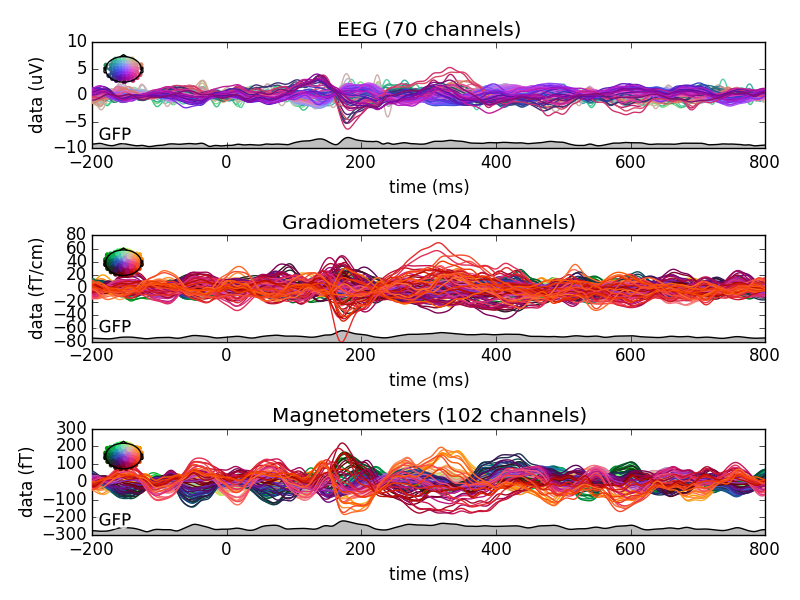 EEG (70 channels)
10
5
0
−5
−10
data (uV)
GFP
−200 0 200 400 600 800
time (ms)
Gradiometers (204 channels)
80
60
40
20
0
−20
−40
−60
−80
data (fT/cm)
GFP
−200 0 200 400 600 800
time (ms)
Magnetometers (102 channels)
300
200
100
0
−100
−200
−300
data (fT)
GFP
−200 0 200 400 600 800
time (ms)